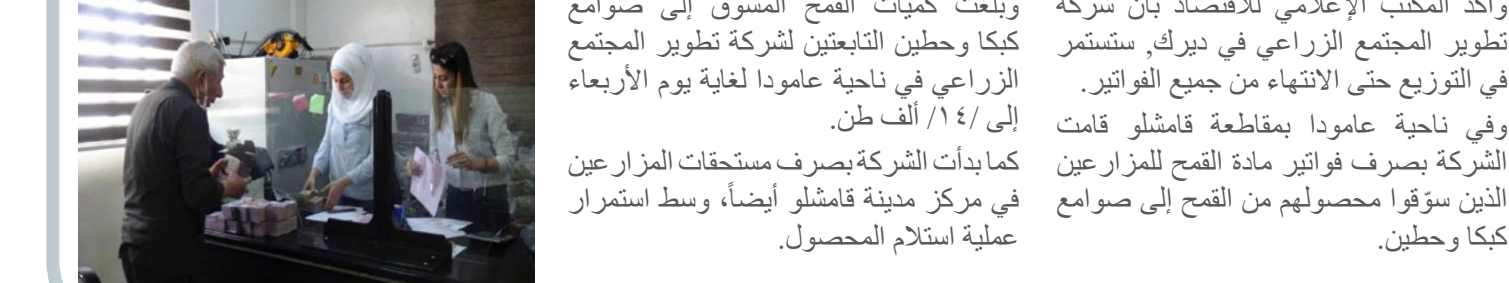 وأكد المكتب الإعلامي للاقتصاد بأن شركة
تطوير المجتمع الزراعي في ديرك, ستستمر
في التوزيع حتى الانتهاء من جميع الفواتير.
وفي ناحية عامودا بمقاطعة قامشلو قامت
الشركة بصرف فواتير مادة القمح للمزارعين
الذين سوّقوا محصولهم من القمح إلى صوامع
كبكا وحطين.
وبلغت كميات القمح المسوق إلى صوامع
كبكا وحطين التابعتين لشركة تطوير المجتمع
الزراعي في ناحية عامودا لغاية يوم الأربعاء
إلى /١٤/ ألف طن.
كما بدأت الشركة بصرف مستحقات المزارعين
في مركز مدينة قامشلو أيضاً، وسط استمرار
عملية استلام المحصول.